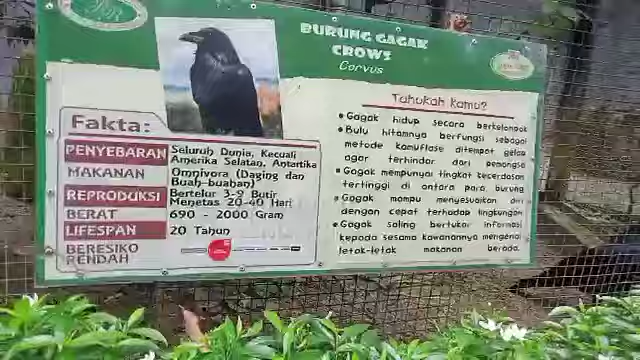 BURUNG GAGAK
CROWS
Corvus
Fakta:
PENYEBARAN Seluruh Dunia, Kecuali
Amerika Selatan, Antartika
MAKANAN Omnivora (Daging dan
Buah-buahan)
REPRODUKSI Bertelur 3-9 Butir
Menetas 20-40 Hari
BERAT 690 - 2000 Gram
LIFESPAN 20 Tahun
BERESIKO
RENDAH
Tahukah Kamu?
Gagak hidup secara berkelompok
Bulu hitamnya berfungsi sebagai
metode kamuflase ditempat gelap
agar terhindar dari pemangsa
Gagak mempunyai tingkat kecerdasan
tertinggi di antara para burung
Gagak mampu menyesuaikan diri
dengan cepat terhadap lingkungan
Gagak saling bertukar informasi
kepada sesama kawanannya mengenai
letak-letak makanan berada.